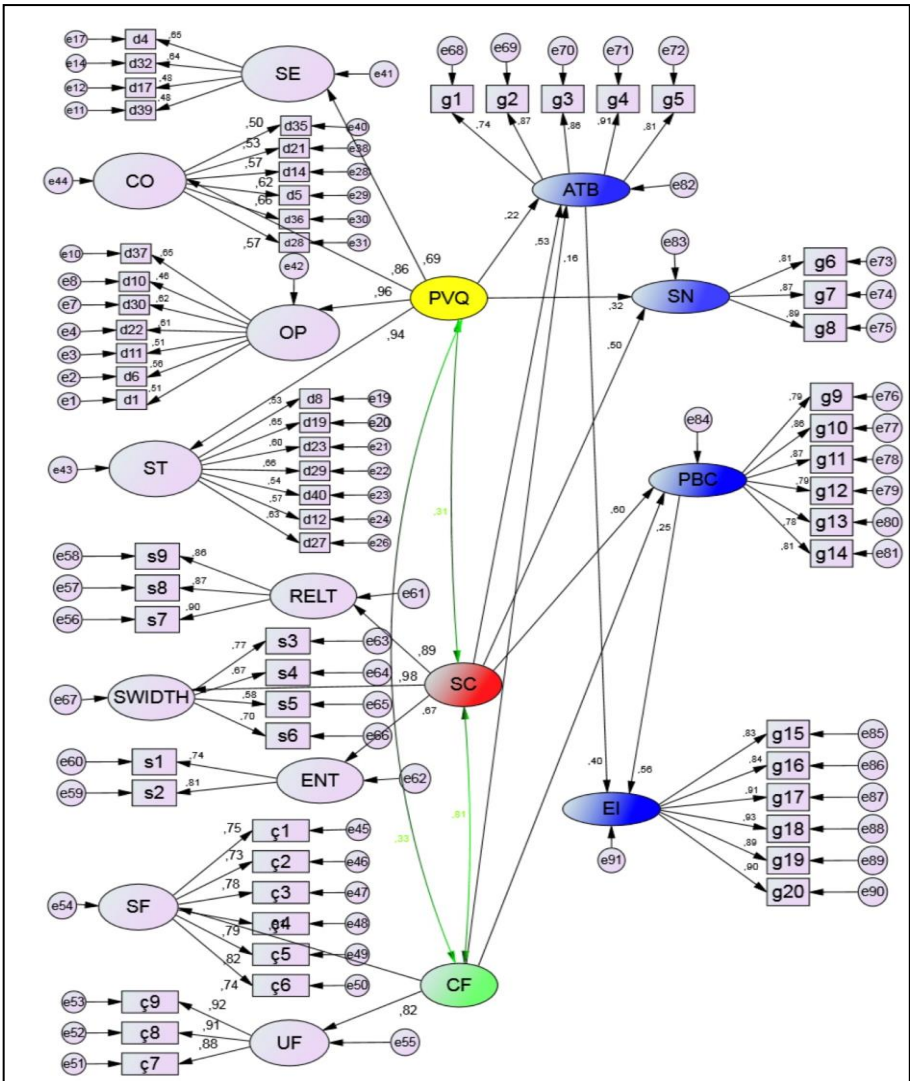 e17 d4 ,65
e14 d32 ,64
e12 d17 ,48
e11 d39 ,48
SE e41
e68 e69 e70 e71 e72
g1 g2 g3 g4 g5
,74 ,87 ,86 ,91 ,81
ATB e82
e44 CO
,50 d35 e40
,53 d21 e38
,57 d14 e28
,62 d5 e29
,66 d36 e30
,57 d28 e31
e10 d37 ,65
e8 d10 ,46
e7 d30 ,62
e4 d22 ,61
e3 d11 ,51
e2 d6 ,56
e1 d1 ,51
e42
OP
,69
,86
,96
,94
PVQ
,22
,53
,16
,32
,50
e83
SN
,81 g6 e73
,87 g7 e74
,89 g8 e75
e43 ST
,53 d8 e19
,65 d19 e20
,60 d23 e21
,66 d29 e22
,54 d40 e23
,57 d12 e24
,63 d27 e26
,31
e84
PBC
,60
,25
,79 g9 e76
,86 g10 e77
,87 g11 e78
,79 g12 e79
,78 g13 e80
,81 g14 e81
e58 s9 ,86
e57 s8 ,87
e56 s7 ,90
RELT e61
,89
,98
,67
SC
e67 SWIDTH
,77 s3 e63
,67 s4 e64
,58 s5 e65
,70 s6 e66
e60 s1 ,74
e59 s2 ,81
ENT e62
,33
,81
,40
,56
EI
e91
,83 g15 e85
,84 g16 e86
,91 g17 e87
,93 g18 e88
,89 g19 e89
,90 g20 e90
e54 SF
,75 ç1 e45
,73 ç2 e46
,78 ç3 e47
ç4 e48
,79 ç5 e49
,82 ç6 e50
,74
CF
,82
e53 ç9 ,92
e52 ç8 ,91
e51 ç7 ,88
UF e55